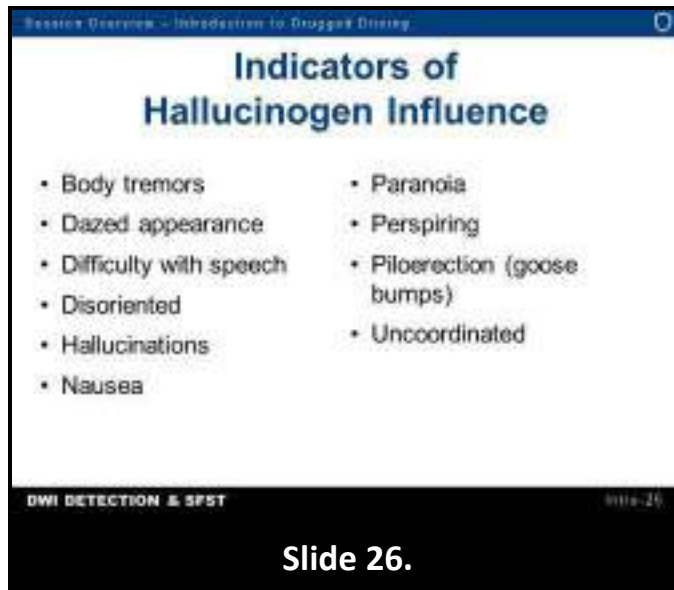 Session Overview – Introduction to Drugged Driving
Indicators of
Hallucinogen Influence
• Body tremors
• Dazed appearance
• Difficulty with speech
• Disoriented
• Hallucinations
• Nausea
• Paranoia
• Perspiring
• Piloerection (goose
bumps)
• Uncoordinated
DWI DETECTION & SFST
Intro-26
Slide 26.